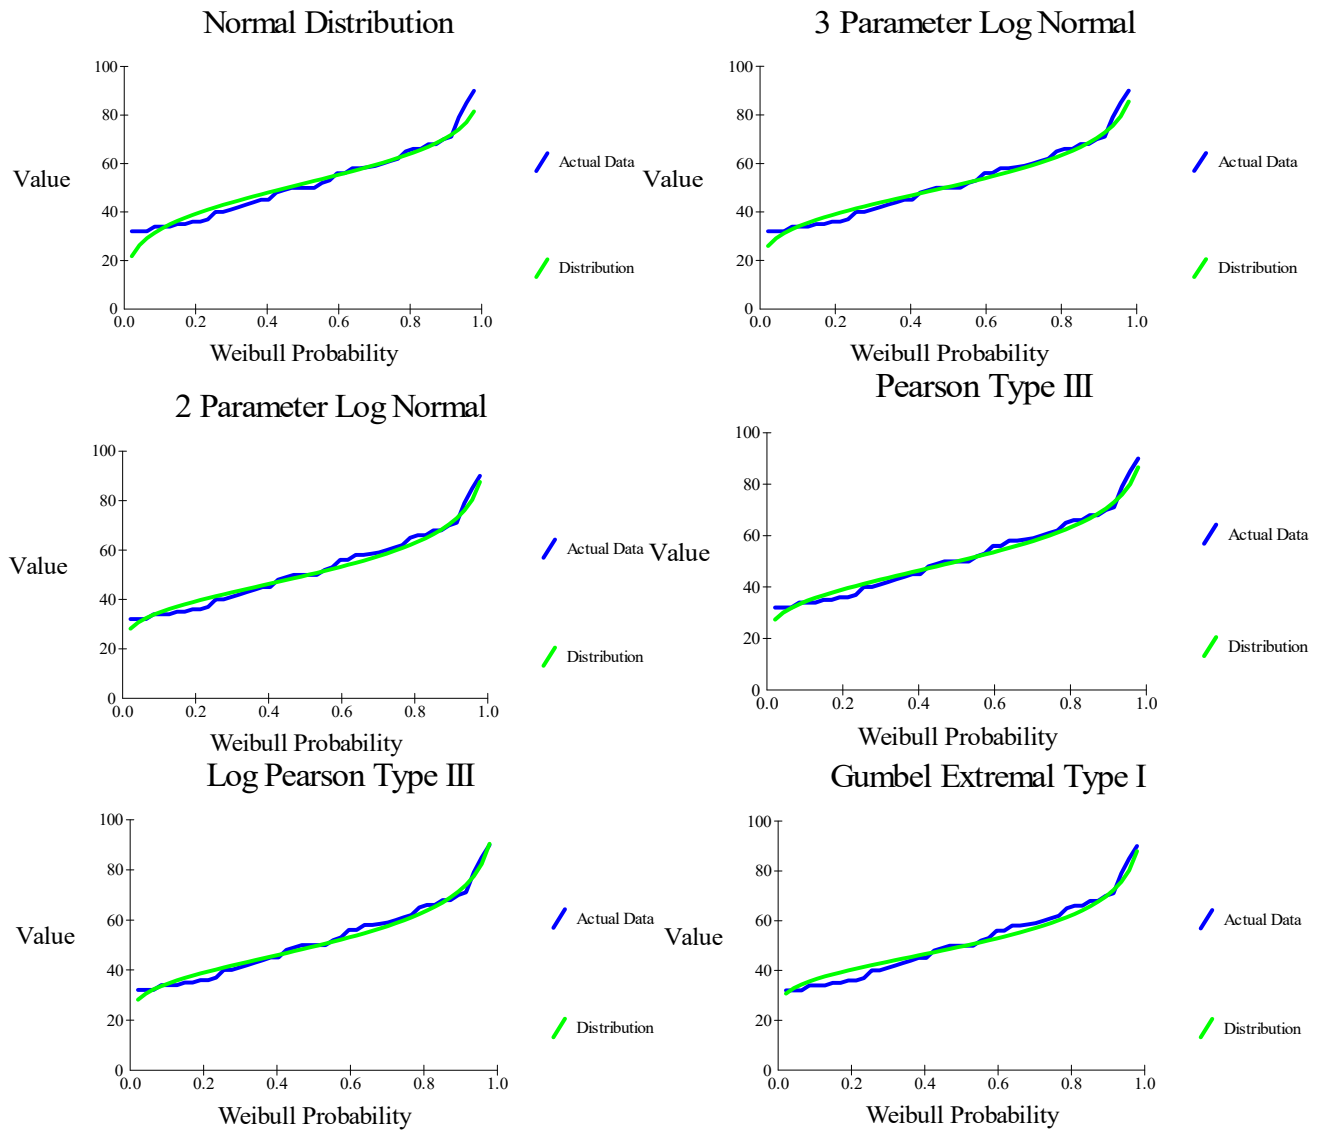 Normal Distribution
100
80
60
40
20
0
Value
0.0 0.2 0.4 0.6 0.8 1.0
Weibull Probability
Actual Data
Distribution
3 Parameter Log Normal
100
80
60
40
20
0
Value
0.0 0.2 0.4 0.6 0.8 1.0
Weibull Probability
Actual Data
Distribution
2 Parameter Log Normal
100
80
60
40
20
0
Value
0.0 0.2 0.4 0.6 0.8 1.0
Weibull Probability
Actual Data
Distribution
Pearson Type III
100
80
60
40
20
0
Value
0.0 0.2 0.4 0.6 0.8 1.0
Weibull Probability
Actual Data
Distribution
Log Pearson Type III
100
80
60
40
20
0
Value
0.0 0.2 0.4 0.6 0.8 1.0
Weibull Probability
Actual Data
Distribution
Gumbel Extremal Type I
100
80
60
40
20
0
Value
0.0 0.2 0.4 0.6 0.8 1.0
Weibull Probability
Actual Data
Distribution